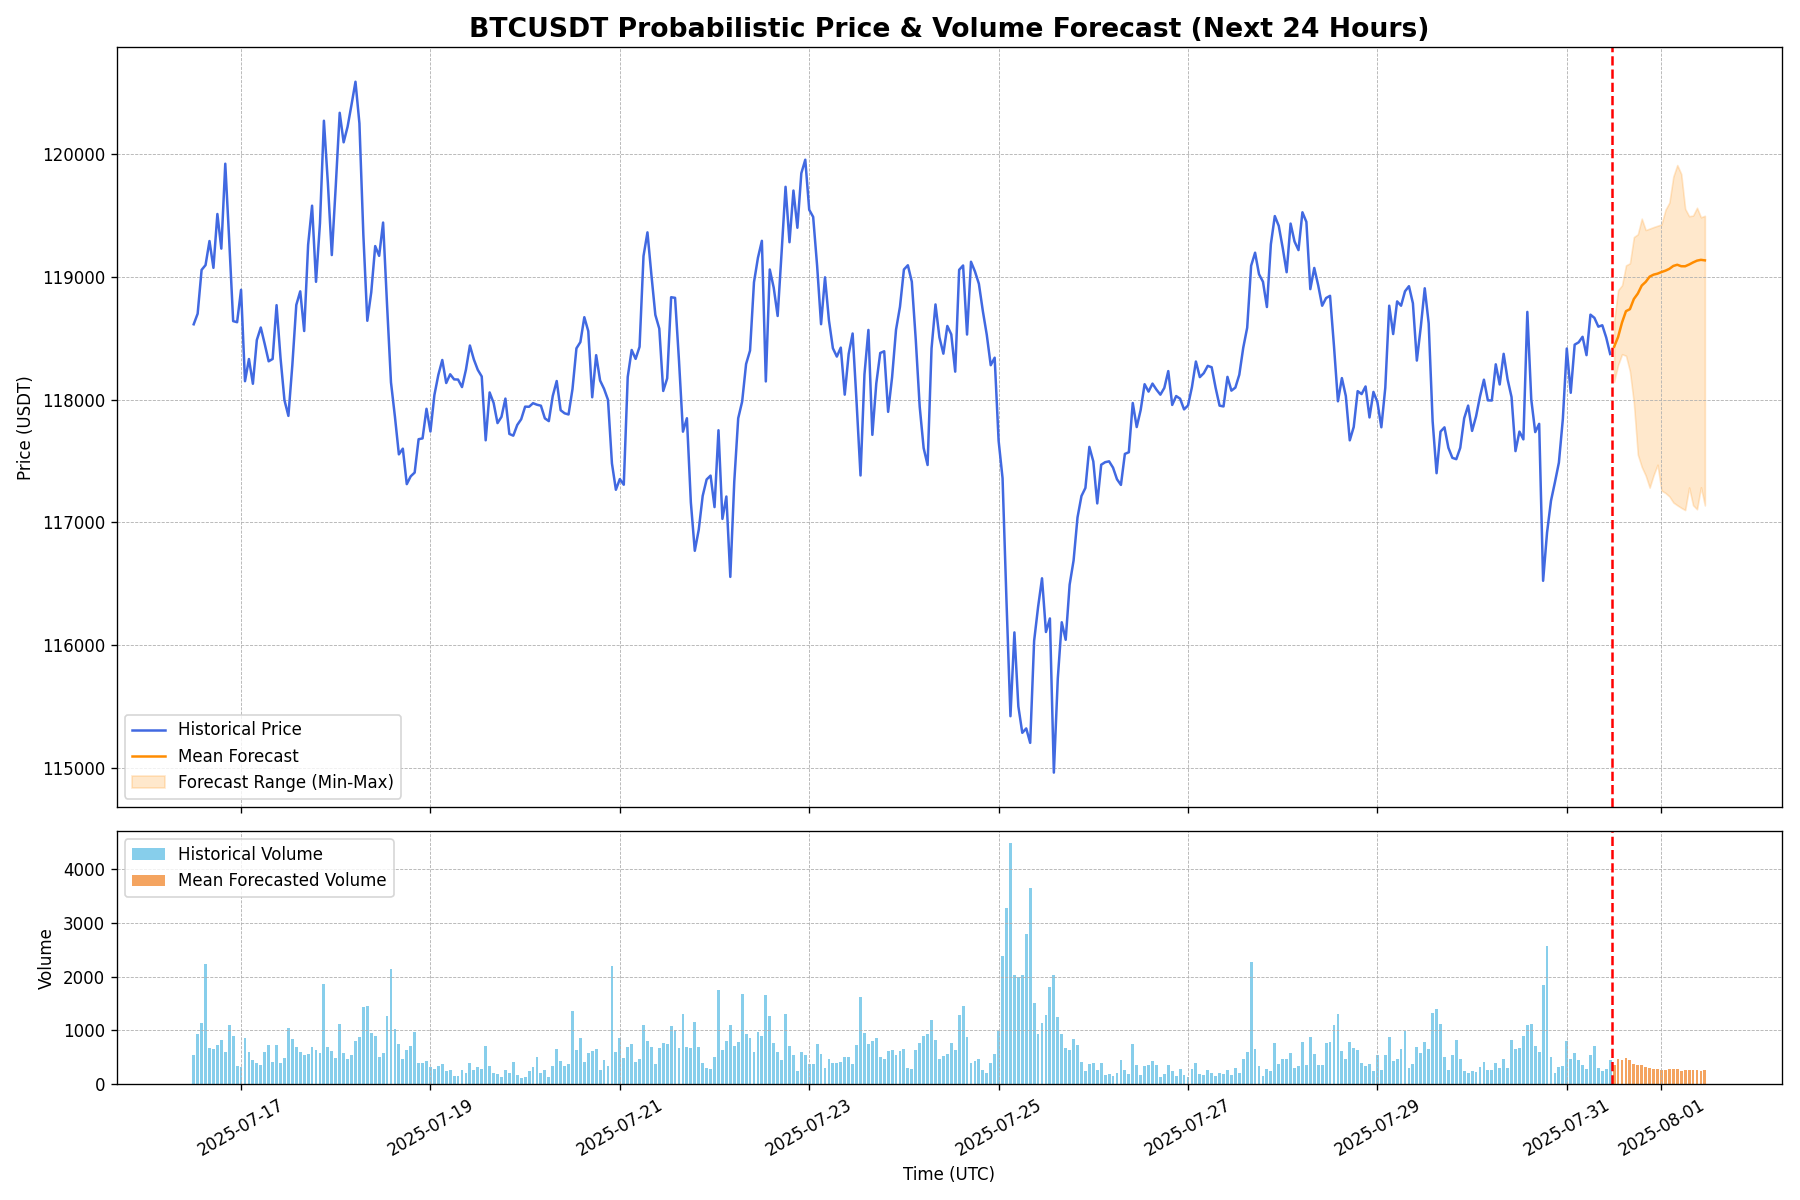 BTCUSDT Probabilistic Price & Volume Forecast (Next 24 Hours)
120000
119000
118000
117000
116000
115000
Price (USDT)
Historical Price
Mean Forecast
Forecast Range (Min-Max)
4000
3000
2000
1000
0
Volume
Historical Volume
Mean Forecasted Volume
2025-07-17
2025-07-19
2025-07-21
2025-07-23
2025-07-25
2025-07-27
2025-07-29
2025-07-31
2025-08-01
Time (UTC)